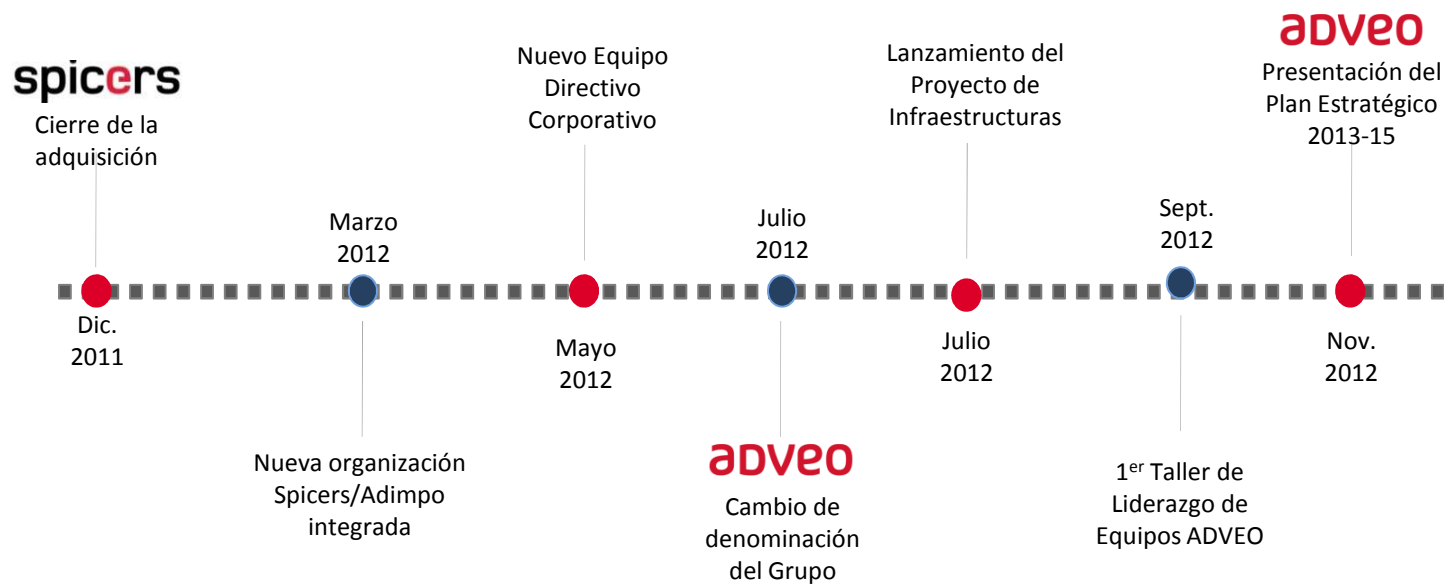 spicers
Cierre de la
adquisición
Dic.
2011
Marzo
2012
Nueva organización
Spicers/Adimpo
integrada
Nuevo Equipo
Directivo
Corporativo
Mayo
2012
Julio
2012
aDveo
Cambio de
denominación
del Grupo
Lanzamiento del
Proyecto de
Infraestructuras
Julio
2012
Sept.
2012
1er Taller de
Liderazgo de
Equipos ADVEO
aDveo
Presentación del
Plan Estratégico
2013-15
Nov.
2012